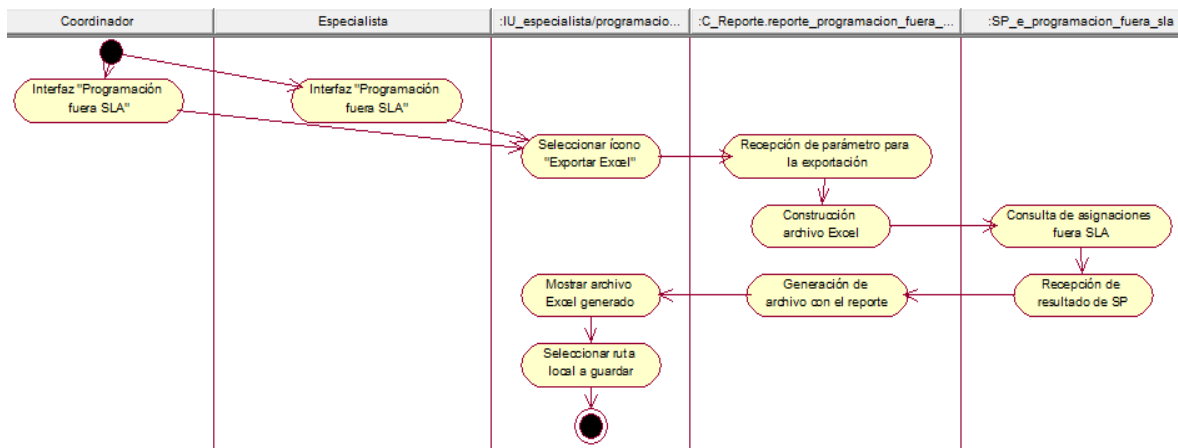 Coordinador
Especialista
:IU_especialista/programacio...
:C_Reporte.reporte_programacion_fuera_...
:SP_e_programacion_fuera_sla
Interfaz "Programación
fuera SLA"
Interfaz "Programación
fuera SLA"
Seleccionar ícono
"Exportar Excel"
Recepción de parámetro para
la exportación
Construcción
archivo Excel
Consulta de asignaciones
fuera SLA
Mostrar archivo
Excel generado
Generación de
archivo con el reporte
Recepción de
resultado de SP
Seleccionar ruta
local a guardar